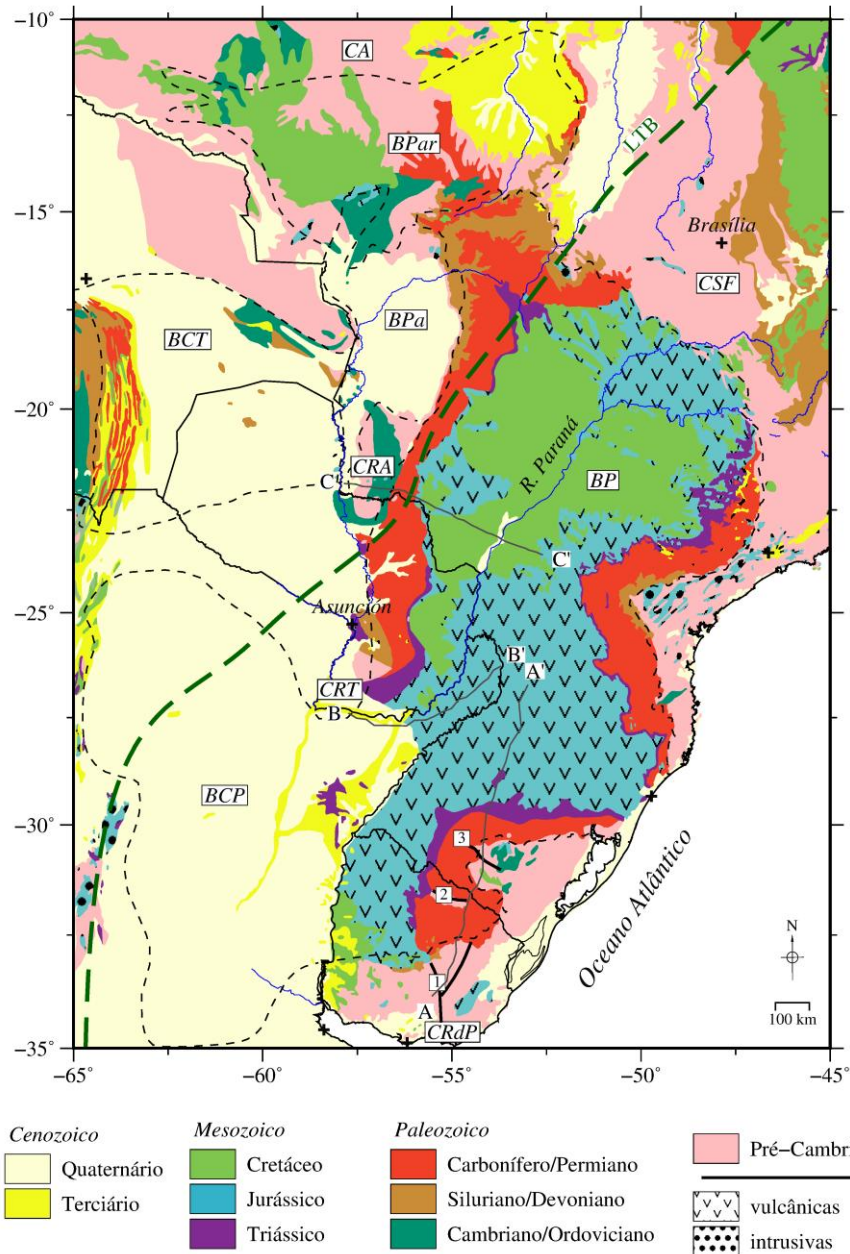 −10°
−15°
−20°
−25°
−30°
−35°
−65°
−60°
−55°
−50°
−45°
CA
BPar
LTB
Brasília
CSF
BCT
BPa
R. Paraná
CRA
BP
C'
C'
Asunción
B'
A'
CRT
B
BCP
3
2
1
A
CRdP
Oceano Atlântico
N
100 km
Cenozoico
Quaternário
Terciário
Mesozoico
Cretáceo
Jurássico
Triássico
Paleozoico
Carbonífero/Permiano
Siluriano/Devoniano
Cambriano/Ordoviciano
Pré−Cambri
vulcânicas
intrusivas